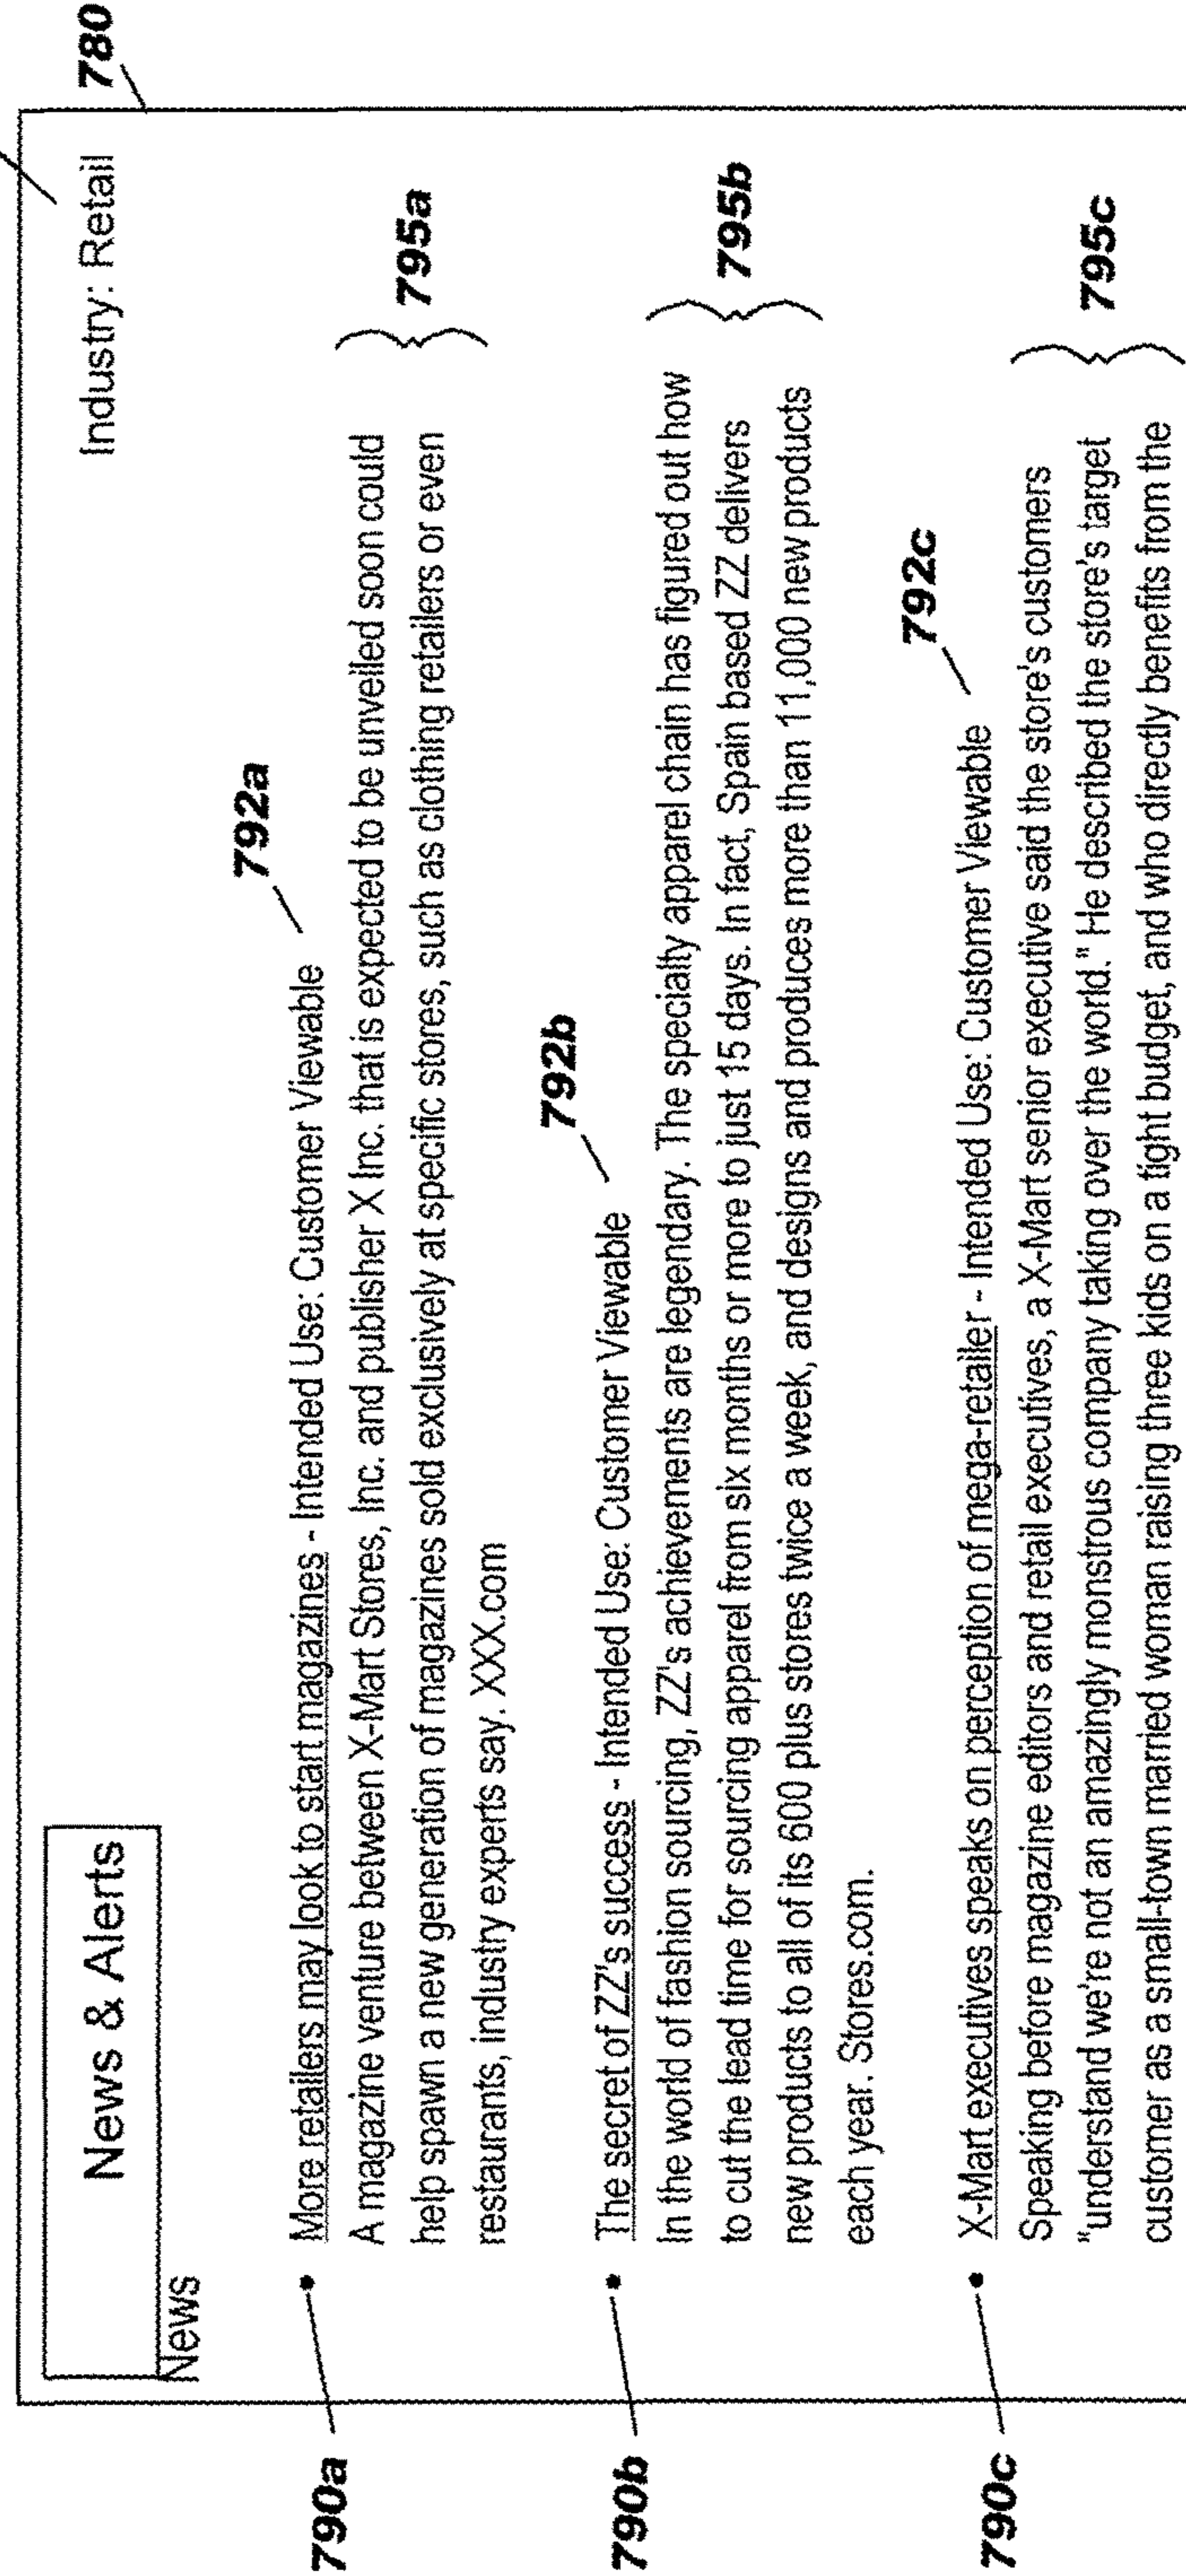 780
News & Alerts
Industry: Retail
News
790a
More retailers may look to start magazines - Intended Use: Customer Viewable
792a
A magazine venture between X-Mart Stores, Inc. and publisher X Inc. that is expected to be unveiled soon could
help spawn a new generation of magazines sold exclusively at specific stores, such as clothing retailers or even
restaurants, industry experts say. XXX.com
795a
790b
The secret of ZZ's success - Intended Use: Customer Viewable
792b
In the world of fashion sourcing, ZZ's achievements are legendary. The specialty apparel chain has figured out how
to cut the lead time for sourcing apparel from six months or more to just 15 days. In fact, Spain based ZZ delivers
new products to all of its 600 plus stores twice a week, and designs and produces more than 11,000 new products
each year. Stores.com.
795b
790c
X-Mart executives speaks on perception of mega-retailer - Intended Use: Customer Viewable
792c
Speaking before magazine editors and retail executives, a X-Mart senior executive said the store's customers
"understand we're not an amazingly monstrous company taking over the world." He described the store's target
customer as a small-town married woman raising three kids on a tight budget, and who directly benefits from the
795c